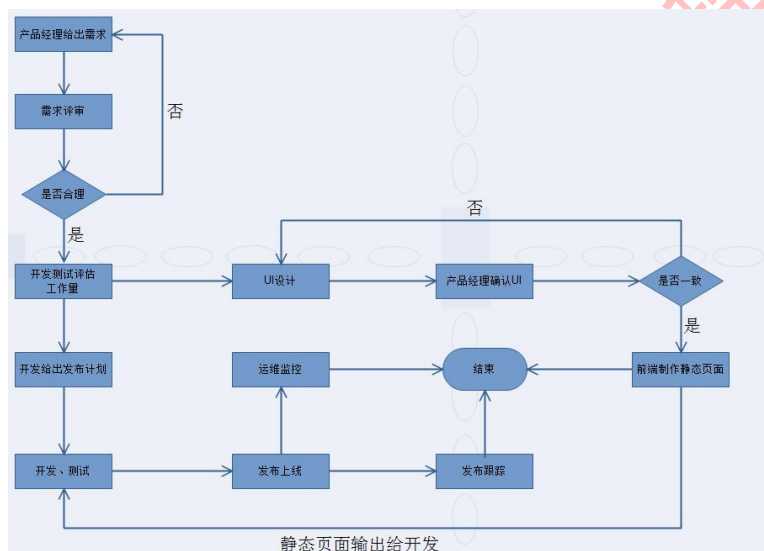 产品经理给出需求
需求评审
否
是否合理
是
否
开发测试评估
工作量
UI设计
产品经理确认UI
是否一致
是
开发给出发布计划
运维监控
结束
前端制作静态页面
开发、测试
发布上线
发布跟踪
静态页面输出给开发